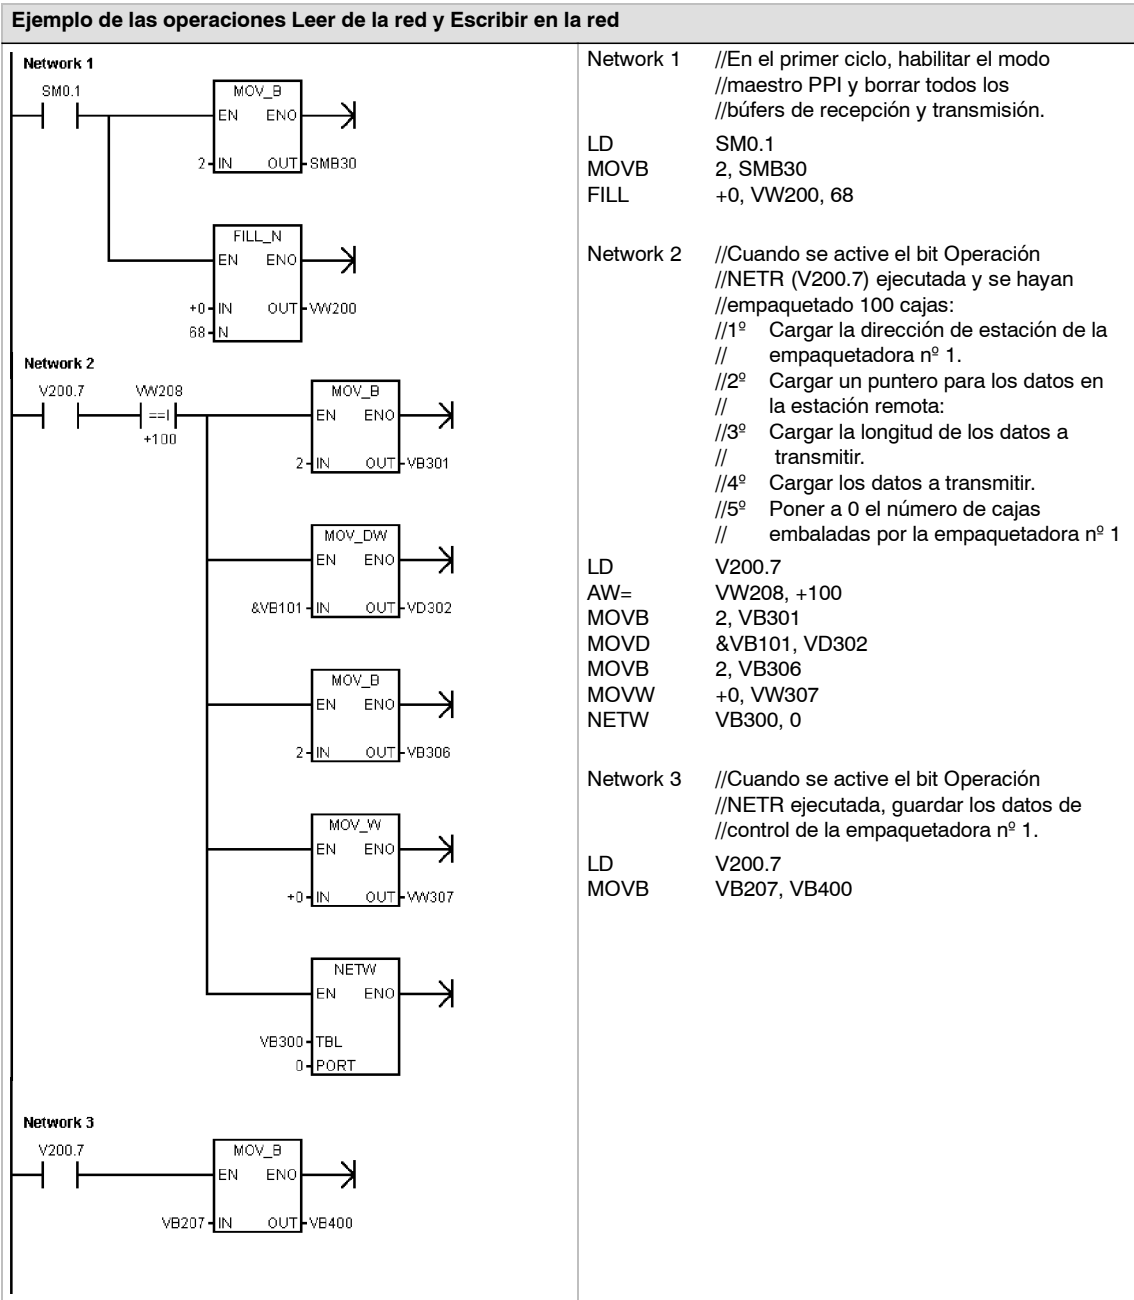 Ejemplo de las operaciones Leer de la red y Escribir en la red
Network 1
SM0.1
MOV_B
EN ENO
2 IN OUT SMB30
FILL_N
EN ENO
+0 IN OUT VW200
68 N
Network 2
V200.7 VW208
==I
+100
MOV_B
EN ENO
2 IN OUT VB301
MOV_DW
EN ENO
&VB101 IN OUT VD302
MOV_B
EN ENO
2 IN OUT VB306
MOV_W
EN ENO
+0 IN OUT VW307
NETW
EN ENO
VB300 TBL
0 PORT
Network 3
V200.7
MOV_B
EN ENO
VB207 IN OUT VB400
Network 1 //En el primer ciclo, habilitar el modo
//maestro PPI y borrar todos los
//búfers de recepción y transmisión.
LD SM0.1
MOVB 2, SMB30
FILL +0, VW200, 68
Network 2 //Cuando se active el bit Operación
//NETR (V200.7) ejecutada y se hayan
//empaquetado 100 cajas:
//1º Cargar la dirección de estación de la
// empaquetadora nº 1.
//2º Cargar un puntero para los datos en
// la estación remota:
//3º Cargar la longitud de los datos a
// transmitir.
//4º Cargar los datos a transmitir.
//5º Poner a 0 el número de cajas
// embaladas por la empaquetadora nº 1
LD V200.7
AW= VW208, +100
MOVB 2, VB301
MOVD &VB101, VD302
MOVB 2, VB306
MOVW +0, VW307
NETW VB300, 0
Network 3 //Cuando se active el bit Operación
//NETR ejecutada, guardar los datos de
//control de la empaquetadora nº 1.
LD V200.7
MOVB VB207, VB400